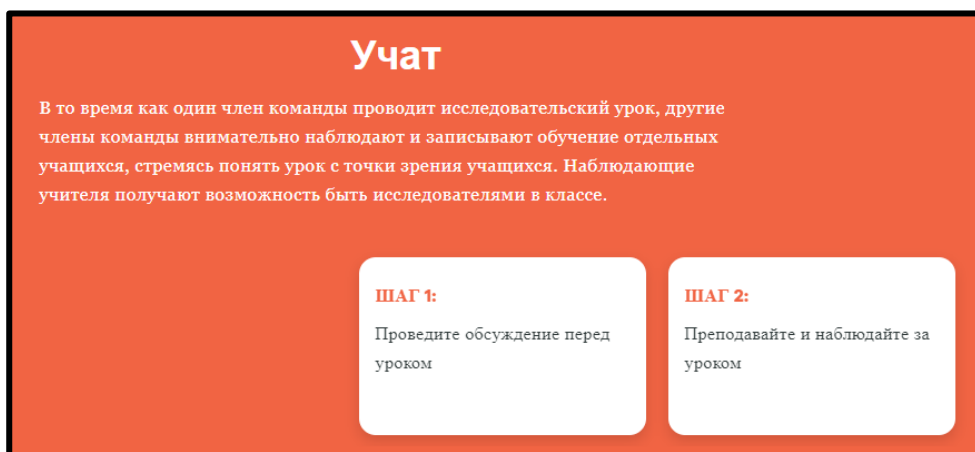 Учат
В то время как один член команды проводит исследовательский урок, другие
члены команды внимательно наблюдают и записывают обучение отдельных
учащихся, стремясь понять урок с точки зрения учащихся. Наблюдающие
учителя получают возможность быть исследователями в классе.
ШАГ 1:
Проведите обсуждение перед
уроком
ШАГ 2:
Преподавайте и наблюдайте за
уроком